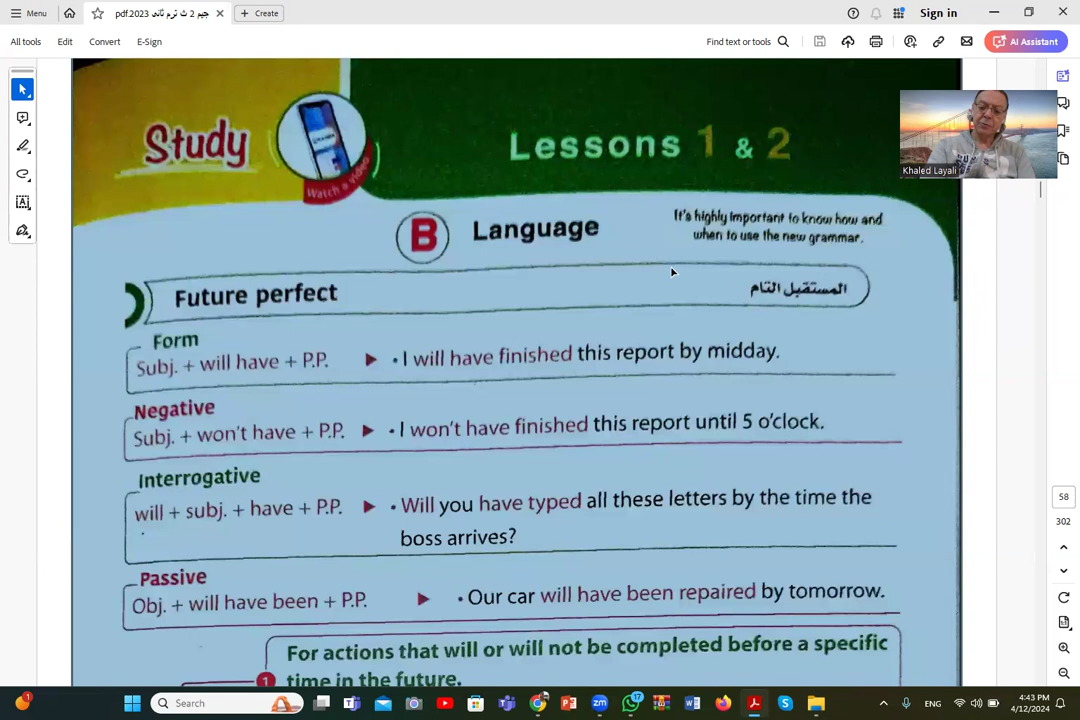 Menu
جيم 2 ث ترم ثانى 2023.pdf
Create
Sign in
All tools
Edit
Convert
E-Sign
Find text or tools
AI Assistant
Study
Watch a video
Lessons 1 & 2
Khaled Layali
B Language
It's highly important to know how and
when to use the new grammar.
Future perfect
المستقبل التام
Form
Subj. + will have + P.P. ▶ • I will have finished this report by midday.
Negative
Subj. + won't have + P.P. ▶ • I won't have finished this report until 5 o'clock.
Interrogative
will + subj. + have + P.P. ▶ • Will you have typed all these letters by the time the
boss arrives?
Passive
Obj. + will have been + P.P. ▶ • Our car will have been repaired by tomorrow.
For actions that will or will not be completed before a specific
1 time in the future.
58
302
1
Search
17
ENG
4:43 PM
4/12/2024